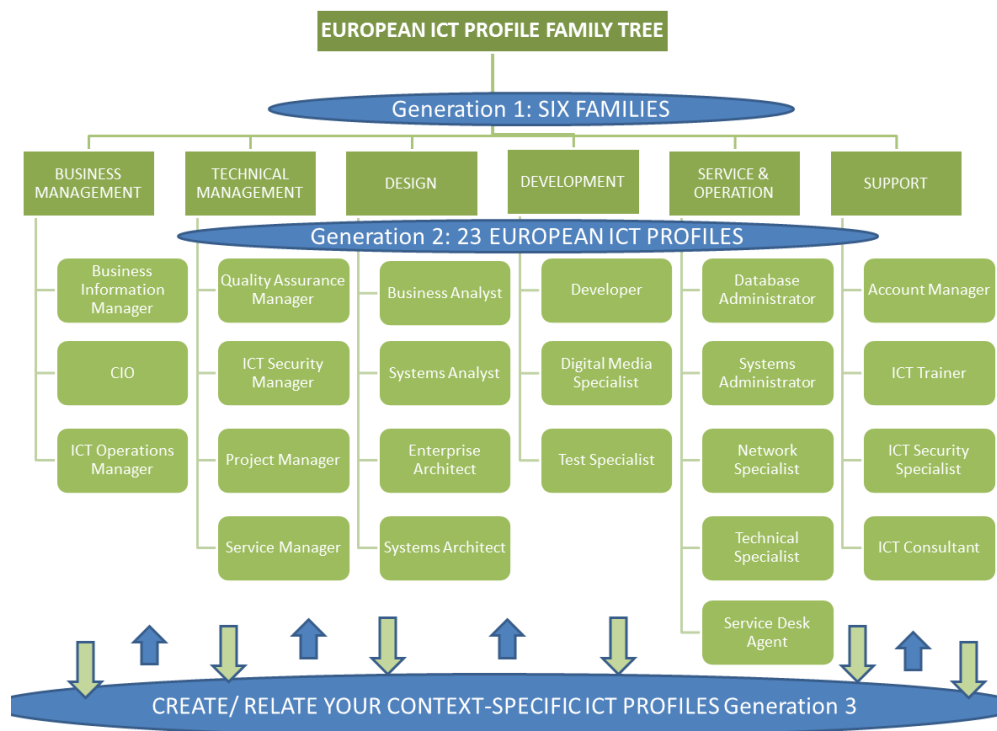 EUROPEAN ICT PROFILE FAMILY TREE
Generation 1: SIX FAMILIES
BUSINESS
MANAGEMENT
TECHNICAL
MANAGEMENT
DESIGN
DEVELOPMENT
SERVICE &
OPERATION
SUPPORT
Generation 2: 23 EUROPEAN ICT PROFILES
Business
Information
Manager
CIO
ICT Operations
Manager
Quality Assurance
Manager
ICT Security
Manager
Project Manager
Service Manager
Business Analyst
Systems Analyst
Enterprise
Architect
Systems Architect
Developer
Digital Media
Specialist
Test Specialist
Database
Administrator
Systems
Administrator
Network
Specialist
Technical
Specialist
Service Desk
Agent
Account Manager
ICT Trainer
ICT Security
Specialist
ICT Consultant
CREATE/ RELATE YOUR CONTEXT-SPECIFIC ICT PROFILES Generation 3